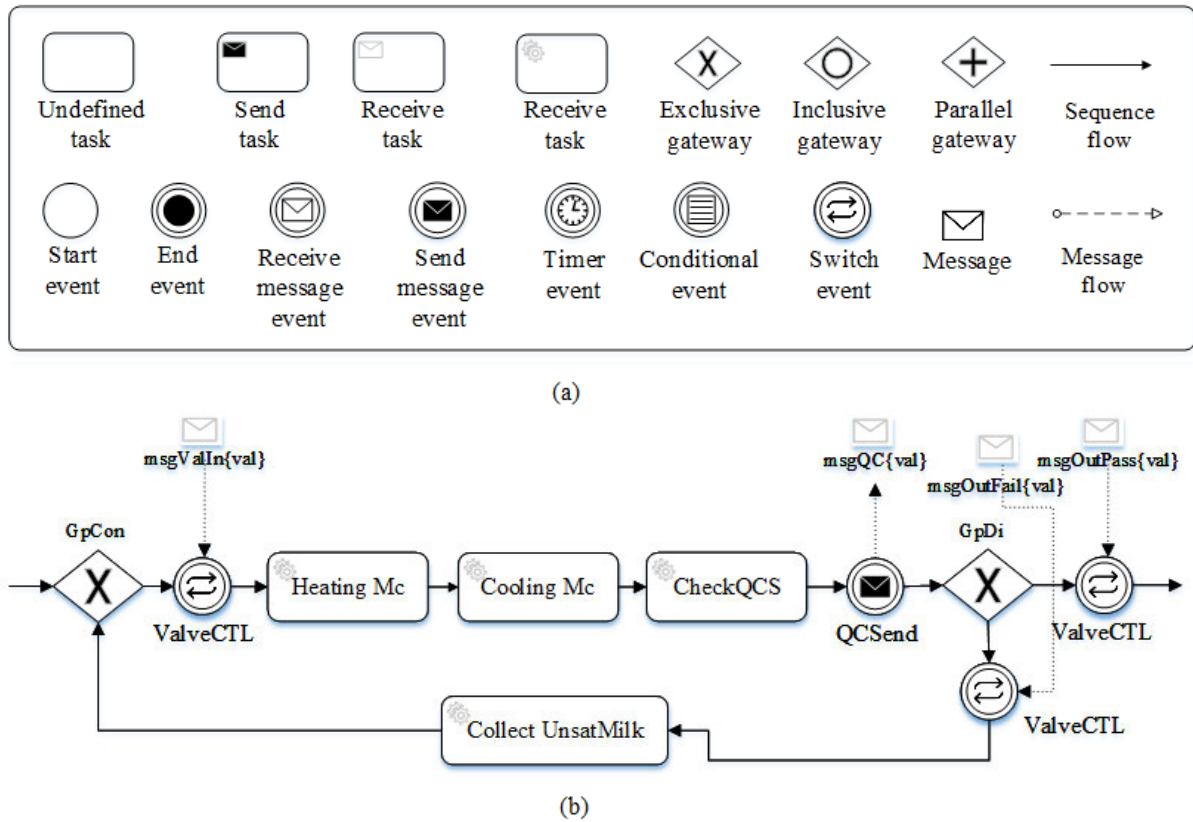 Undefined
task
Send
task
Receive
task
Receive
task
Exclusive
gateway
Inclusive
gateway
Parallel
gateway
Sequence
flow
Start
event
End
event
Receive
message
event
Send
message
event
Timer
event
Conditional
event
Switch
event
Message
Message
flow
(a)
msgValIn{val}
msgQC{val}
msgOutFail{val}
msgOutPass{val}
GpCon
GpDi
X
Heating Mc
Cooling Mc
CheckQCS
X
ValveCTL
QCSend
ValveCTL
Collect UnsatMilk
ValveCTL
(b)